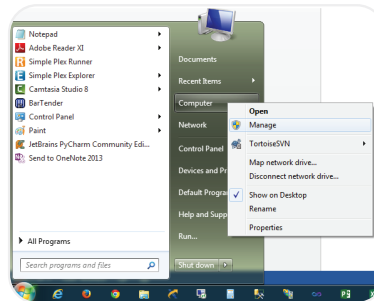 Notepad
Adobe Reader XI
Simple Plex Runner
Simple Plex Explorer
Camtasia Studio 8
BarTender
Control Panel
Paint
JetBrains PyCharm Community Edi...
Send to OneNote 2013
All Programs
Search programs and files
Documents
Recent Items
Computer
Network
Control Panel
Devices and Pr
Default Progra
Help and Supp
Run...
Shut down
Open
Manage
TortoiseSVN
Map network drive...
Disconnect network drive...
Show on Desktop
Rename
Properties